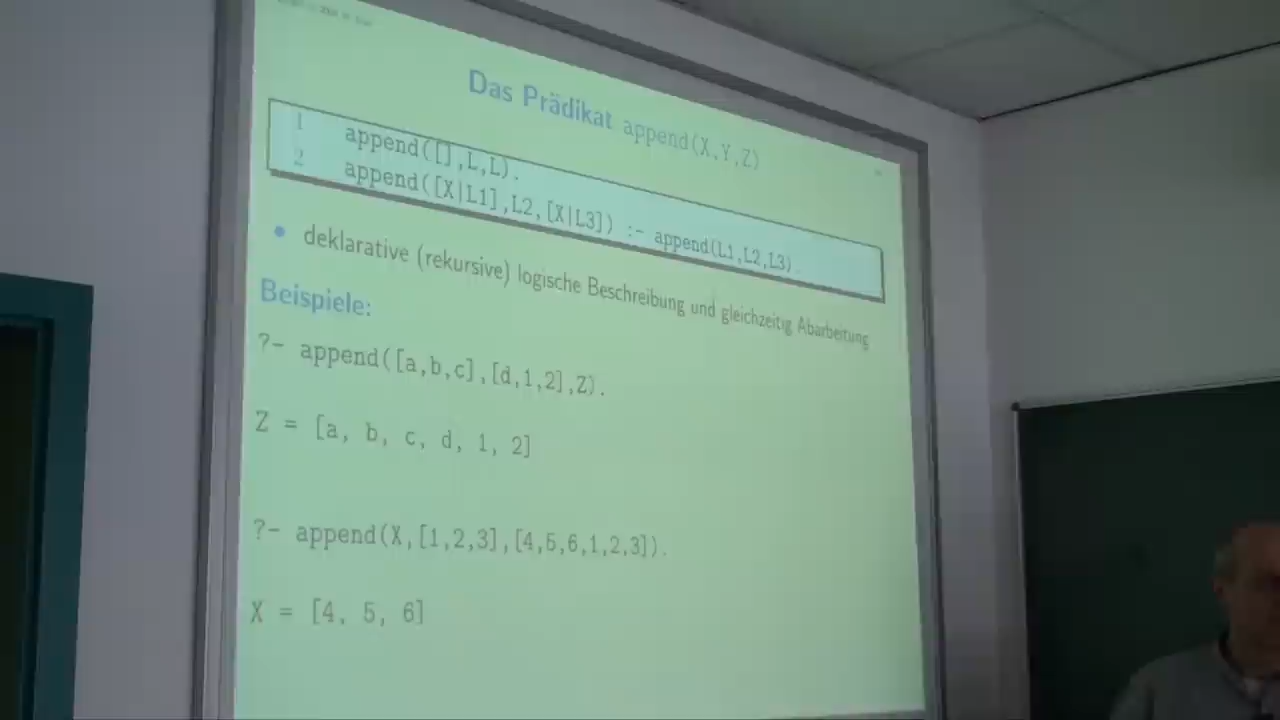 Das Prädikat append(X,Y,Z)
1 append([],L,L).
2 append([X|L1],L2,[X|L3]) :- append(L1,L2,L3).
• deklarative (rekursive) logische Beschreibung und gleichzeitig Abarbeitung
Beispiele:
?- append([a,b,c],[d,1,2],Z).
Z = [a, b, c, d, 1, 2]
?- append(X,[1,2,3],[4,5,6,1,2,3]).
X = [4, 5, 6]